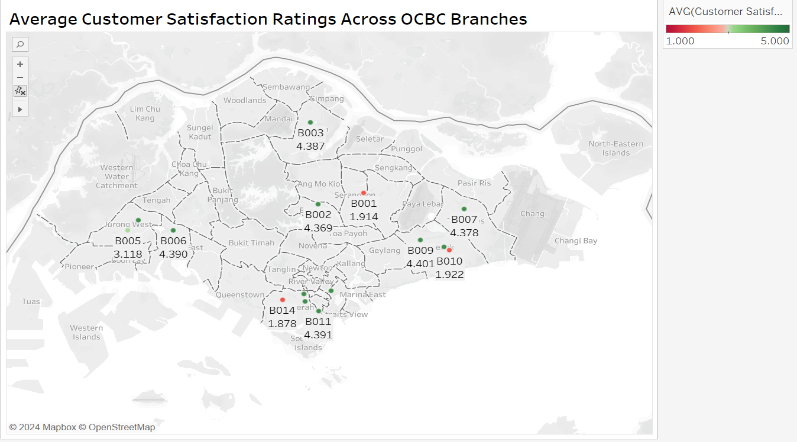 Average Customer Satisfaction Ratings Across OCBC Branches
AVG(Customer Satisf...
1.000 5.000
Sembawang
Woodlands
Simpang
Lim Chu
Kang
Mandai
B003
4.387
Sungei
Kadut
Seletar
Punggol
North-Eastern
Islands
Western
Water
Catchment
Choa Chu
Kang
Sengkang
Bukit
Panjang
Ang Mo Kio
Pasir Ris
Tengah
B001
1.914
Paya Lebar
B002
4.369
B007
4.378
Chang
Jurong West
B005
3.118
B006
4.390
Bukit Timah
Novena
Geylang
B009
4.401
B010
1.922
Changi Bay
Pioneer
Tanglin
Newton
Kallang
River Valley
Queenstown
Marina East
Tuas
B014
1.878
B011
4.391
Western
Islands
Islands
© 2024 Mapbox © OpenStreetMap